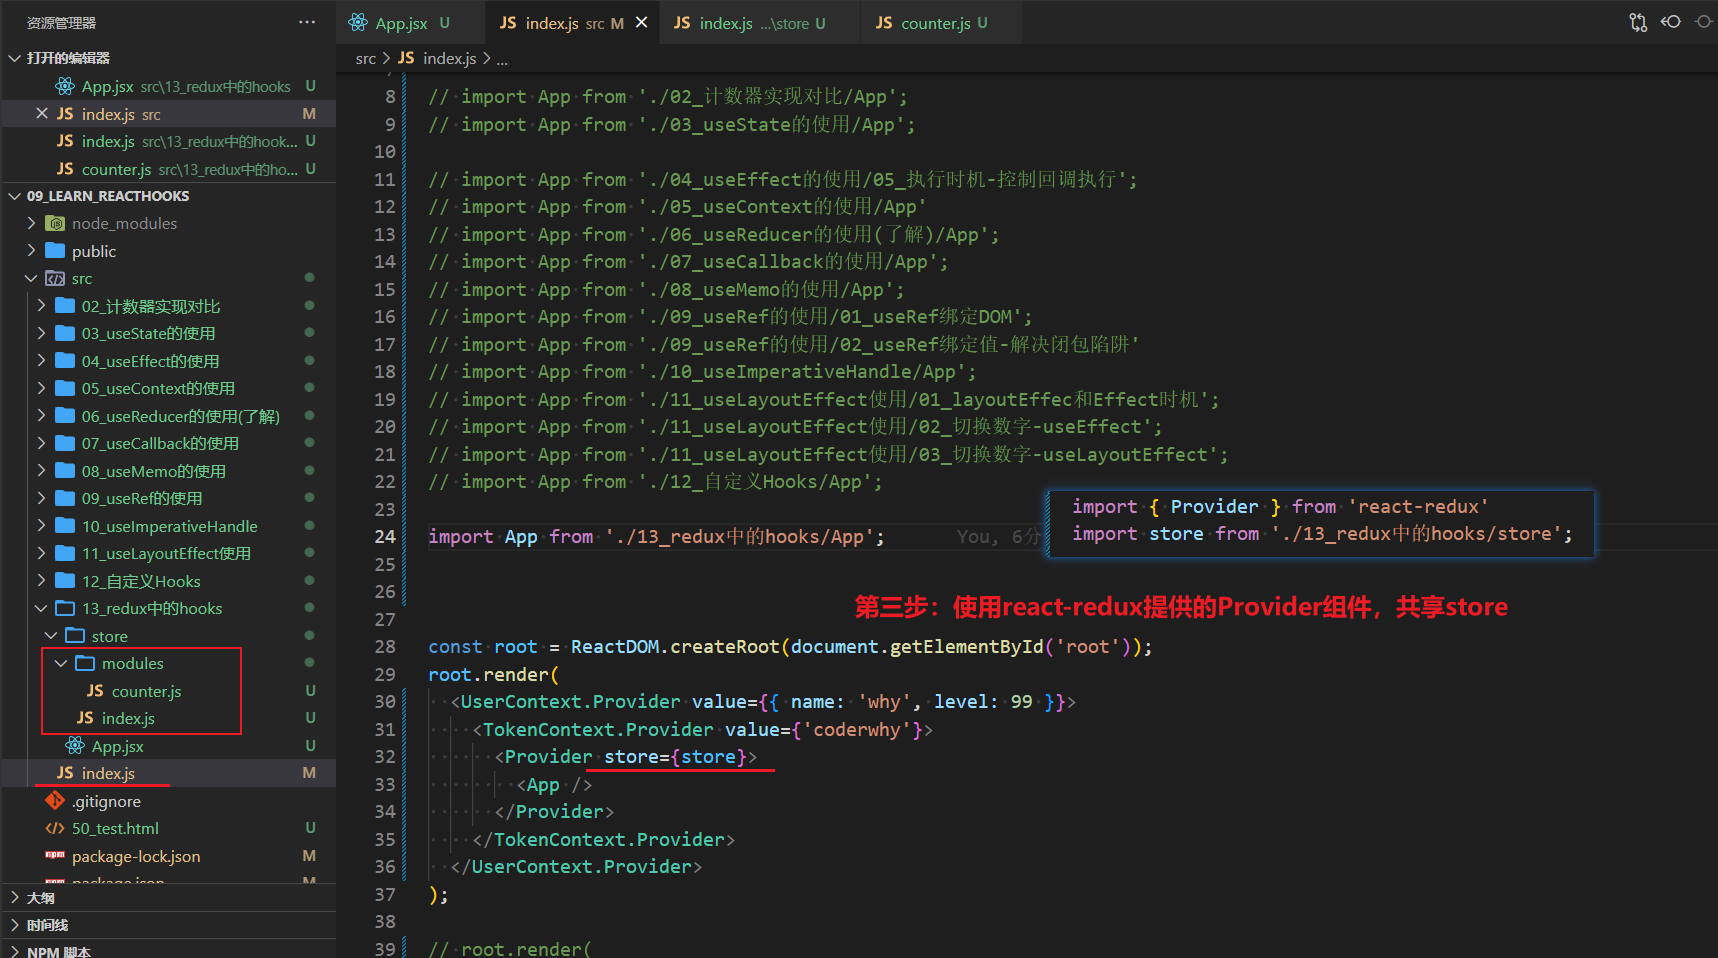 资源管理器
打开的编辑器
App.jsx src\13_redux中的hooks U
index.js src M
index.js src\13_redux中的hook... U
counter.js src\13_redux中的ho... U
09_LEARN_REACTHOOKS
node_modules
public
src
02_计数器实现对比
03_useState的使用
04_useEffect的使用
05_useContext的使用
06_useReducer的使用(了解)
07_useCallback的使用
08_useMemo的使用
09_useRef的使用
10_useImperativeHandle
11_useLayoutEffect使用
12_自定义Hooks
13_redux中的hooks
store
modules
JS counter.js U
JS index.js U
App.jsx U
JS index.js M
.gitignore
50_test.html U
package-lock.json M
package.json M
大纲
时间线
NPM 脚本
App.jsx U
JS index.js src M
JS index.js ...\store U
JS counter.js U
src > JS index.js > ...
8 // import App from './02_计数器实现对比/App';
9 // import App from './03_useState的使用/App';
10
11 // import App from './04_useEffect的使用/05_执行时机-控制回调执行';
12 // import App from './05_useContext的使用/App'
13 // import App from './06_useReducer的使用(了解)/App';
14 // import App from './07_useCallback的使用/App';
15 // import App from './08_useMemo的使用/App';
16 // import App from './09_useRef的使用/01_useRef绑定DOM';
17 // import App from './09_useRef的使用/02_useRef绑定值-解决闭包陷阱'
18 // import App from './10_useImperativeHandle/App';
19 // import App from './11_useLayoutEffect使用/01_layoutEffec和Effect时机';
20 // import App from './11_useLayoutEffect使用/02_切换数字-useEffect';
21 // import App from './11_useLayoutEffect使用/03_切换数字-useLayoutEffect';
22 // import App from './12_自定义Hooks/App';
23
24 import App from './13_redux中的hooks/App'; You, 6分
import { Provider } from 'react-redux'
import store from './13_redux中的hooks/store';
25
26
第三步：使用react-redux提供的Provider组件，共享store
27
28 const root = ReactDOM.createRoot(document.getElementById('root'));
29 root.render(
30 <UserContext.Provider value={{ name: 'why', level: 99 }}>
31 <TokenContext.Provider value={'coderwhy'}>
32 <Provider store={store}>
33 <App />
34 </Provider>
35 </TokenContext.Provider>
36 </UserContext.Provider>
37 );
38
39 // root.render(